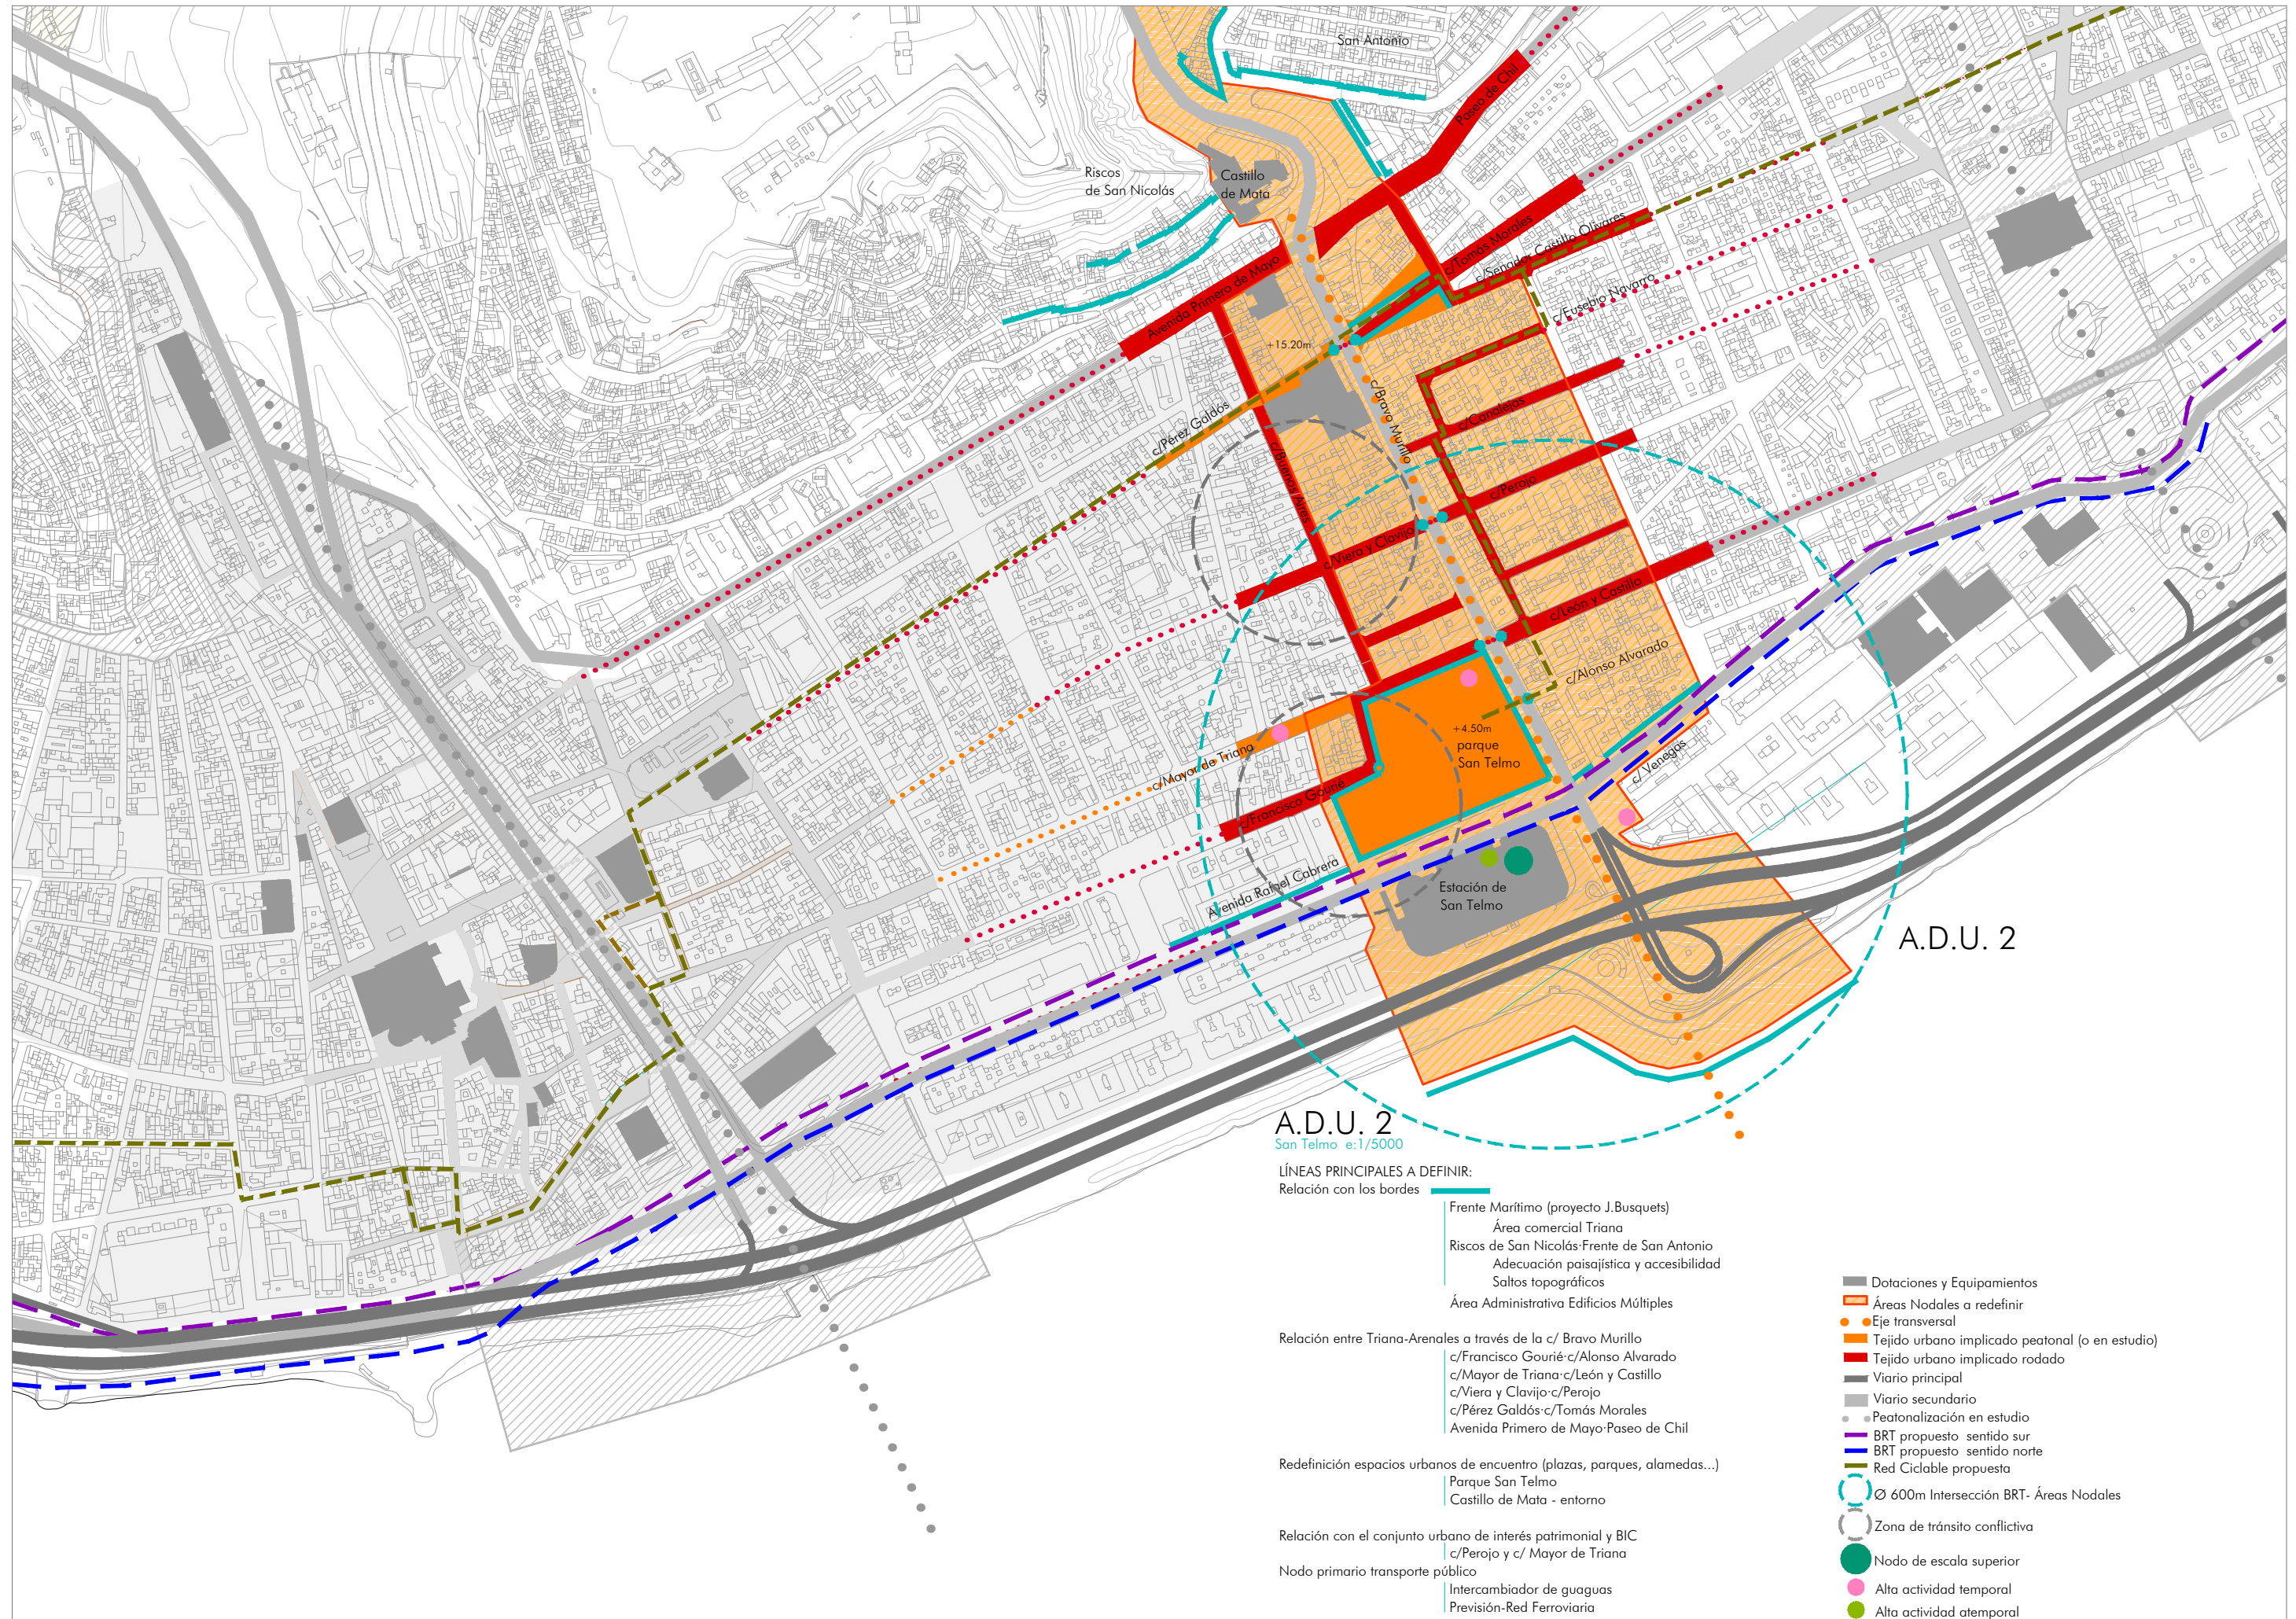 San Antonio
Paseo de Chil
Riscos
de San Nicolás
Castillo
de Mata
c/Tomás Morales
c/Senador Castillo Olivares
Avenida Primero de Mayo
c/Eusebio Navarro
+15.20m
c/Bravo Murillo
c/Canalejas
c/Pérez Galdós
c/Buenos Aires
c/Perojo
c/Viera y Clavijo
c/León y Castillo
c/Alonso Alvarado
+4.50m
parque
San Telmo
c/Mayor de Triana
c/ Venegas
c/Francisco Gourié
Avenida Rafael Cabrera
Estación de
San Telmo
A.D.U. 2
A.D.U. 2
San Telmo e:1/5000
LÍNEAS PRINCIPALES A DEFINIR:
Relación con los bordes
Frente Marítimo (proyecto J.Busquets)
Área comercial Triana
Riscos de San Nicolás·Frente de San Antonio
Adecuación paisajística y accesibilidad
Saltos topográficos
Área Administrativa Edificios Múltiples
Relación entre Triana-Arenales a través de la c/ Bravo Murillo
c/Francisco Gourié·c/Alonso Alvarado
c/Mayor de Triana·c/León y Castillo
c/Viera y Clavijo·c/Perojo
c/Pérez Galdós·c/Tomás Morales
Avenida Primero de Mayo·Paseo de Chil
Redefinición espacios urbanos de encuentro (plazas, parques, alamedas...)
Parque San Telmo
Castillo de Mata - entorno
Relación con el conjunto urbano de interés patrimonial y BIC
c/Perojo y c/ Mayor de Triana
Nodo primario transporte público
Intercambiador de guaguas
Previsión-Red Ferroviaria
Dotaciones y Equipamientos
Áreas Nodales a redefinir
Eje transversal
Tejido urbano implicado peatonal (o en estudio)
Tejido urbano implicado rodado
Viario principal
Viario secundario
Peatonalización en estudio
BRT propuesto sentido sur
BRT propuesto sentido norte
Red Ciclable propuesta
Ø 600m Intersección BRT- Áreas Nodales
Zona de tránsito conflictiva
Nodo de escala superior
Alta actividad temporal
Alta actividad atemporal